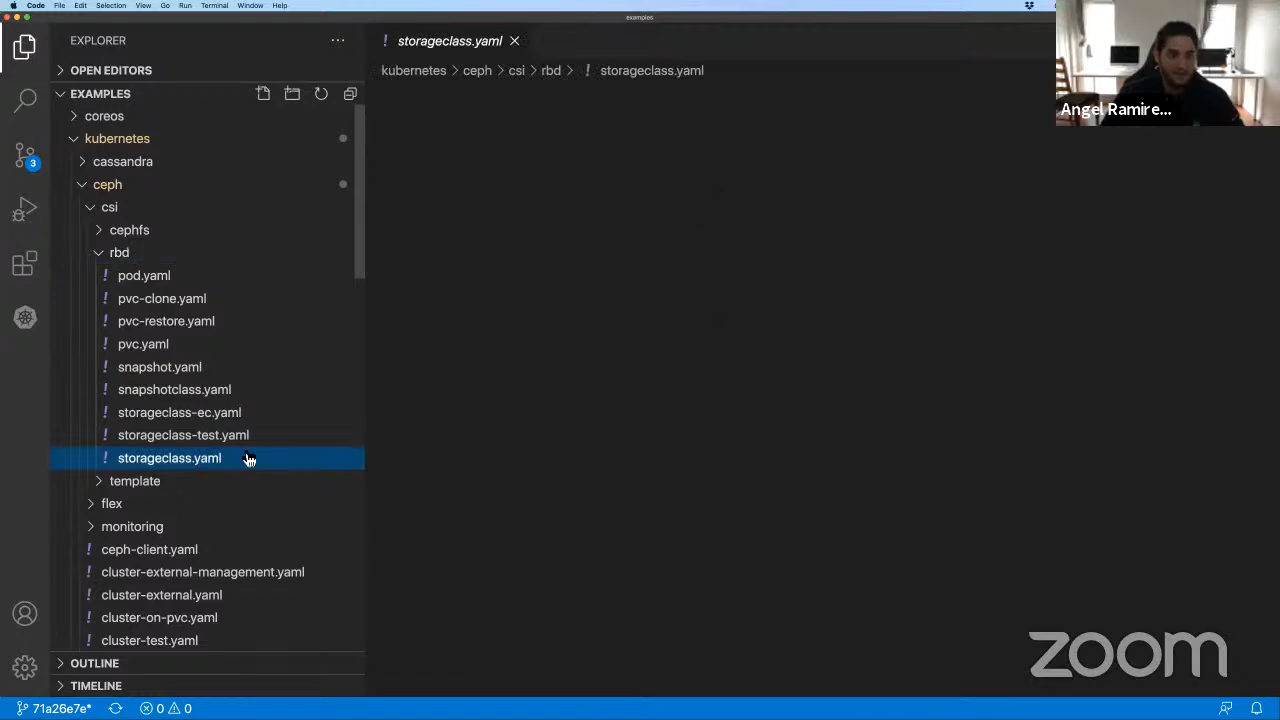 Code File Edit Selection View Go Run Terminal Window Help
examples
EXPLORER
storageclass.yaml
OPEN EDITORS
kubernetes > ceph > csi > rbd > ! storageclass.yaml
EXAMPLES
coreos
kubernetes
cassandra
ceph
csi
cephfs
rbd
! pod.yaml
! pvc-clone.yaml
! pvc-restore.yaml
! pvc.yaml
! snapshot.yaml
! snapshotclass.yaml
! storageclass-ec.yaml
! storageclass-test.yaml
! storageclass.yaml
template
flex
monitoring
! ceph-client.yaml
! cluster-external-management.yaml
! cluster-external.yaml
! cluster-on-pvc.yaml
! cluster-test.yaml
OUTLINE
TIMELINE
3
71a26e7e* 0 0
Angel Ramire...
zoom